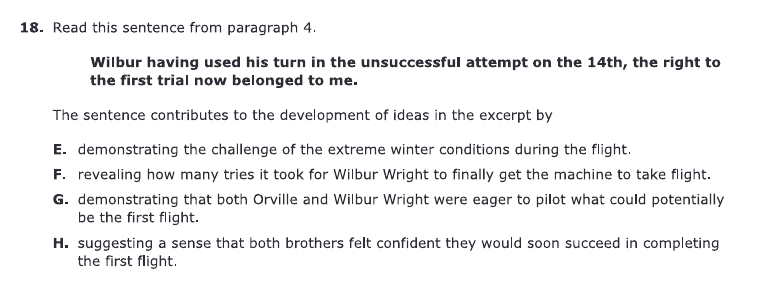 18. Read this sentence from paragraph 4.
Wilbur having used his turn in the unsuccessful attempt on the 14th, the right to
the first trial now belonged to me.
The sentence contributes to the development of ideas in the excerpt by
E. demonstrating the challenge of the extreme winter conditions during the flight.
F. revealing how many tries it took for Wilbur Wright to finally get the machine to take flight.
G. demonstrating that both Orville and Wilbur Wright were eager to pilot what could potentially
be the first flight.
H. suggesting a sense that both brothers felt confident they would soon succeed in completing
the first flight.